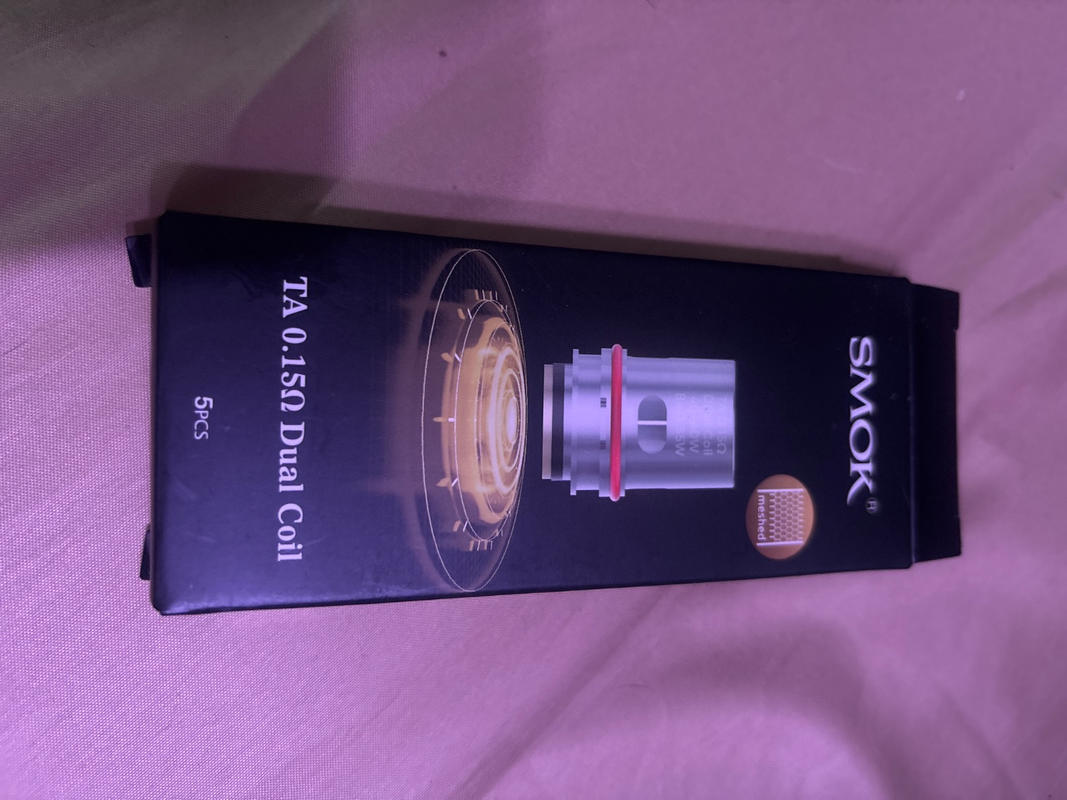 SMOK®
meshed
TA 0.15Ω Dual Coil
5PCS